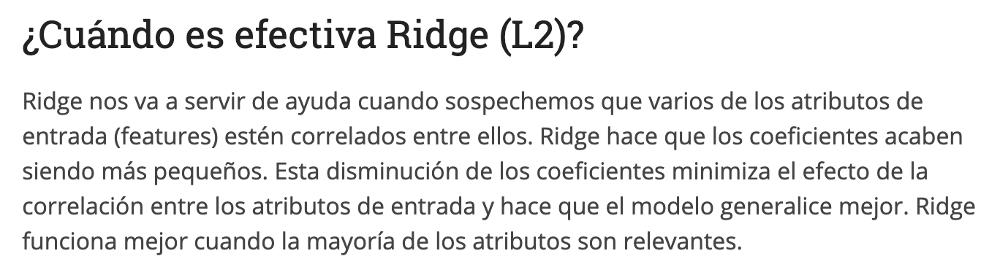 ¿Cuándo es efectiva Ridge (L2)?
Ridge nos va a servir de ayuda cuando sospechemos que varios de los atributos de
entrada (features) estén correlados entre ellos. Ridge hace que los coeficientes acaben
siendo más pequeños. Esta disminución de los coeficientes minimiza el efecto de la
correlación entre los atributos de entrada y hace que el modelo generalice mejor. Ridge
funciona mejor cuando la mayoría de los atributos son relevantes.